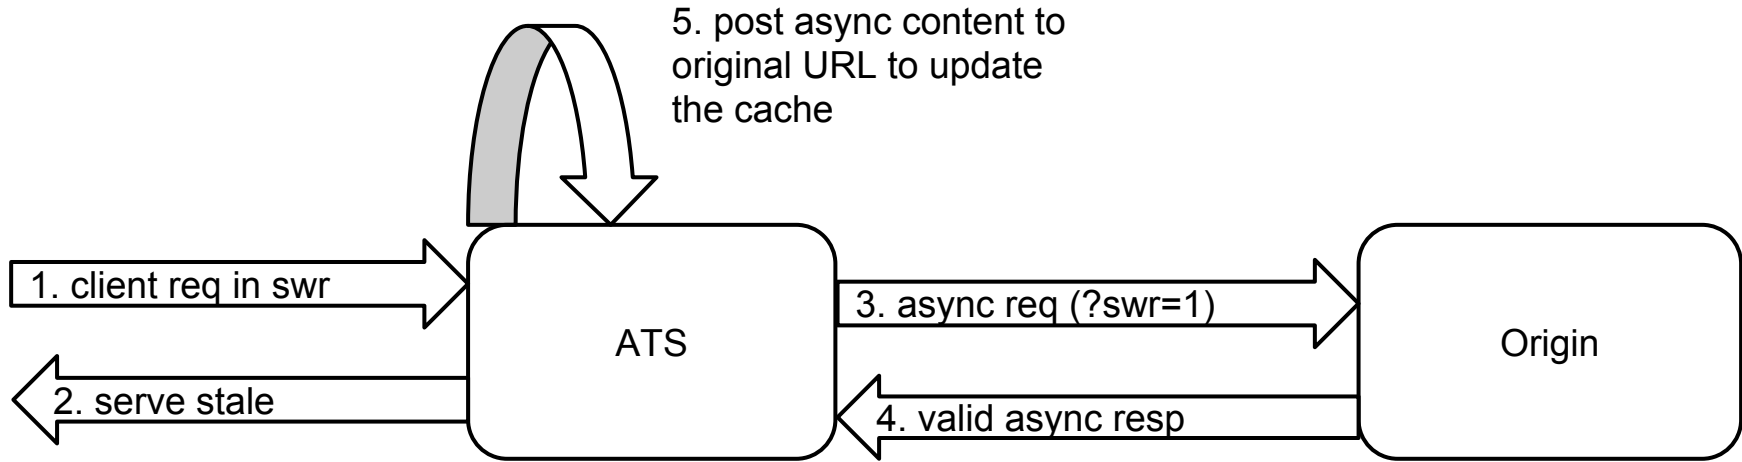 5. post async content to
original URL to update
the cache
1. client req in swr
3. async req (?swr=1)
ATS
Origin
2. serve stale
4. valid async resp